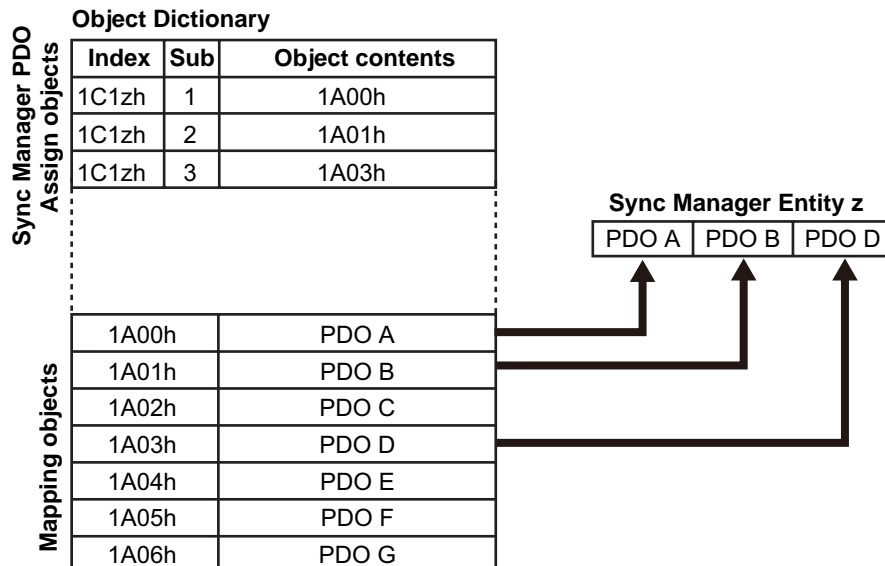 Object Dictionary
Sync Manager PDO
Assign objects
Index Sub Object contents
1C1zh 1 1A00h
1C1zh 2 1A01h
1C1zh 3 1A03h
Sync Manager Entity z
PDO A PDO B PDO D
Mapping objects
1A00h PDO A
1A01h PDO B
1A02h PDO C
1A03h PDO D
1A04h PDO E
1A05h PDO F
1A06h PDO G